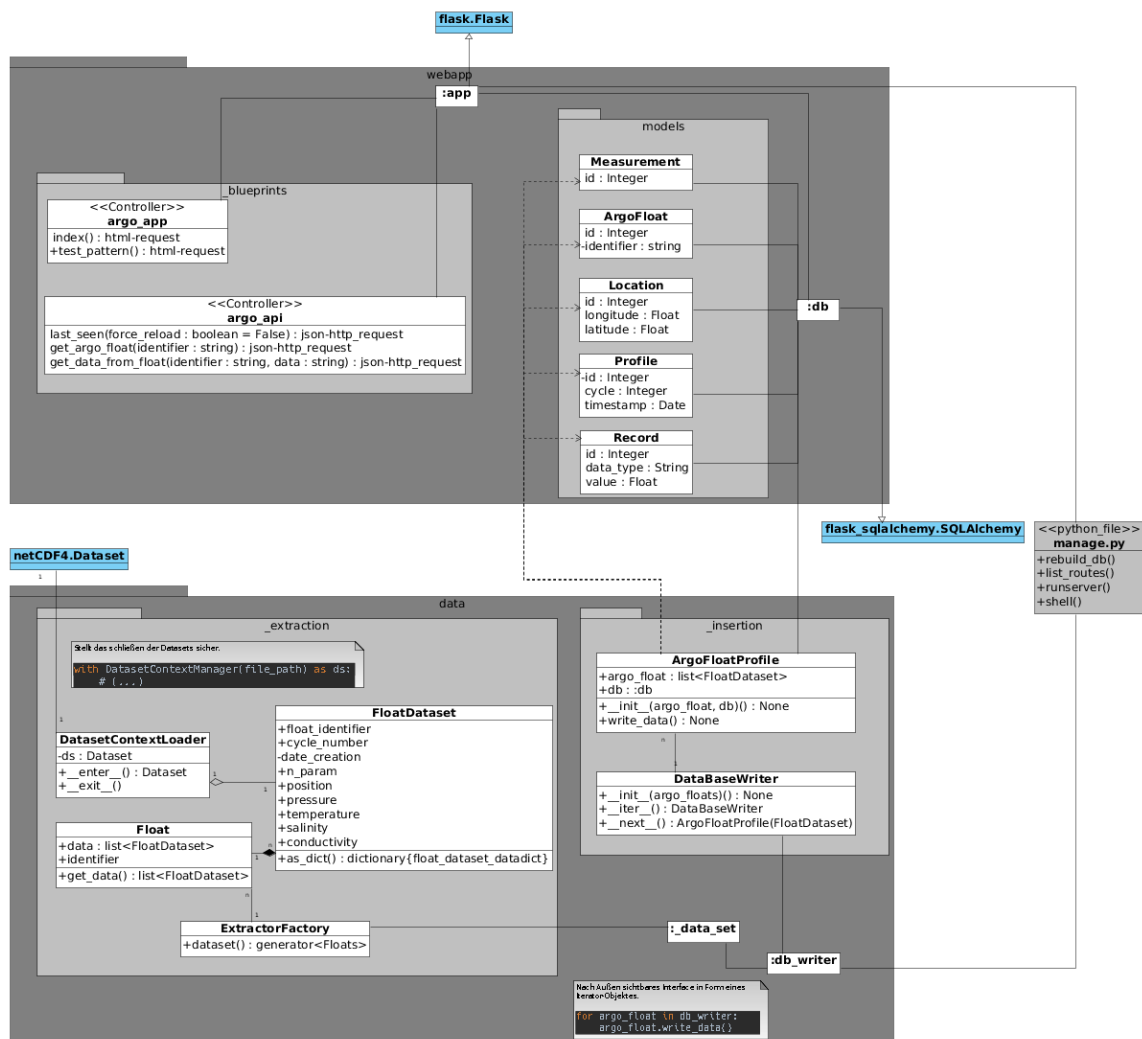 flask.Flask
webapp
:app
models
Measurement
id : Integer
ArgoFloat
id : Integer
-identifier : string
Location
id : Integer
longitude : Float
latitude : Float
Profile
-id : Integer
cycle : Integer
timestamp : Date
Record
id : Integer
data_type : String
value : Float
:db
_blueprints
<<Controller>>
argo_app
index() : html-request
+test_pattern() : html-request
<<Controller>>
argo_api
last_seen(force_reload : boolean = False) : json-http_request
get_argo_float(identifier : string) : json-http_request
get_data_from_float(identifier : string, data : string) : json-http_request
flask_sqlalchemy.SQLAlchemy
<<python_file>>
manage.py
+rebuild_db()
+list_routes()
+runserver()
+shell()
netCDF4.Dataset
1
data
_extraction
Stellt das schließen der Datasets sicher.
with DatasetContextManager(file_path) as ds:
# (...)
1
DatasetContextLoader
-ds : Dataset
+__enter__() : Dataset
+__exit__()
1
1
FloatDataset
+float_identifier
+cycle_number
-date_creation
+n_param
+position
+pressure
+temperature
+salinity
+conductivity
+as_dict() : dictionary{float_dataset_datadict}
Float
+data : list<FloatDataset>
+identifier
+get_data() : list<FloatDataset>
1
n
n
1
ExtractorFactory
+dataset() : generator<Floats>
_insertion
ArgoFloatProfile
+argo_float : list<FloatDataset>
+db : :db
+__init__(argo_float, db)() : None
+write_data() : None
n
1
DataBaseWriter
+__init__(argo_floats)() : None
+__iter__() : DataBaseWriter
+__next__() : ArgoFloatProfile(FloatDataset)
:_data_set
:db_writer
Nach Außen sichtbares Interface in Form eines
Iterator-Objektes.
for argo_float in db_writer:
argo_float.write_data()